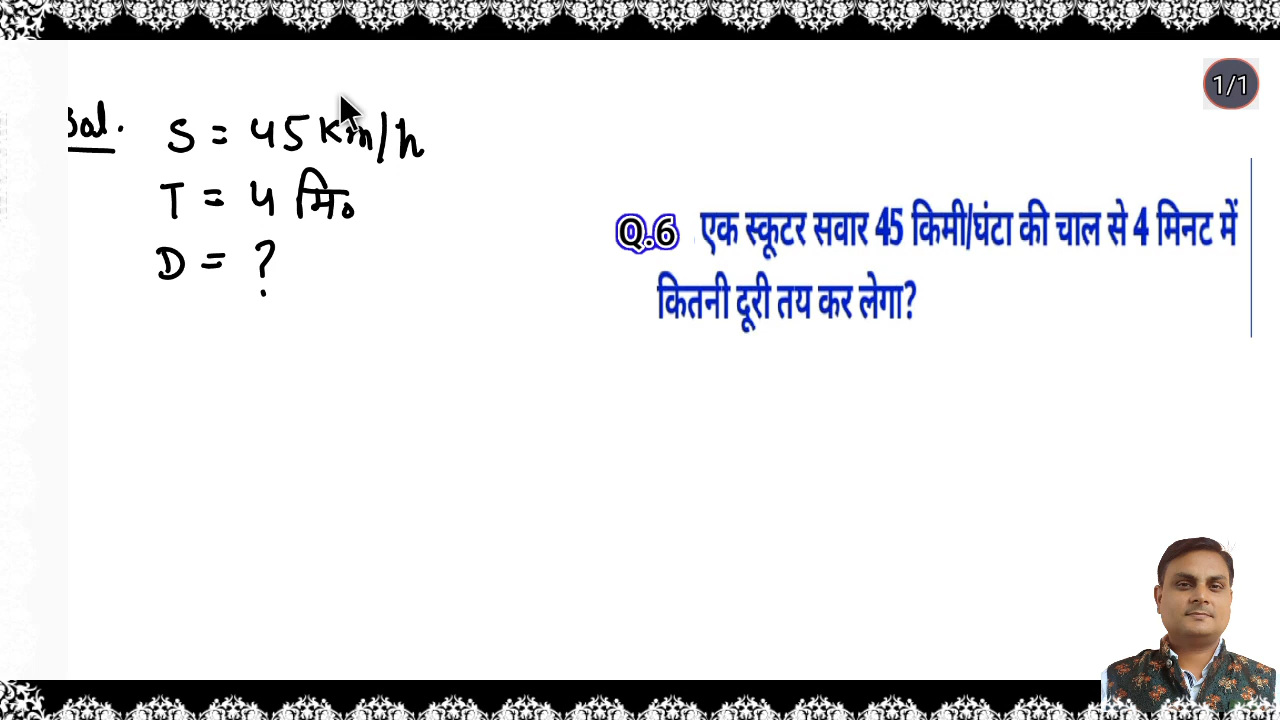 1/1
Sol. S = 45 Km/h
T = 4 मि०
D = ?
Q.6 एक स्कूटर सवार 45 किमी/घंटा की चाल से 4 मिनट में
कितनी दूरी तय कर लेगा?